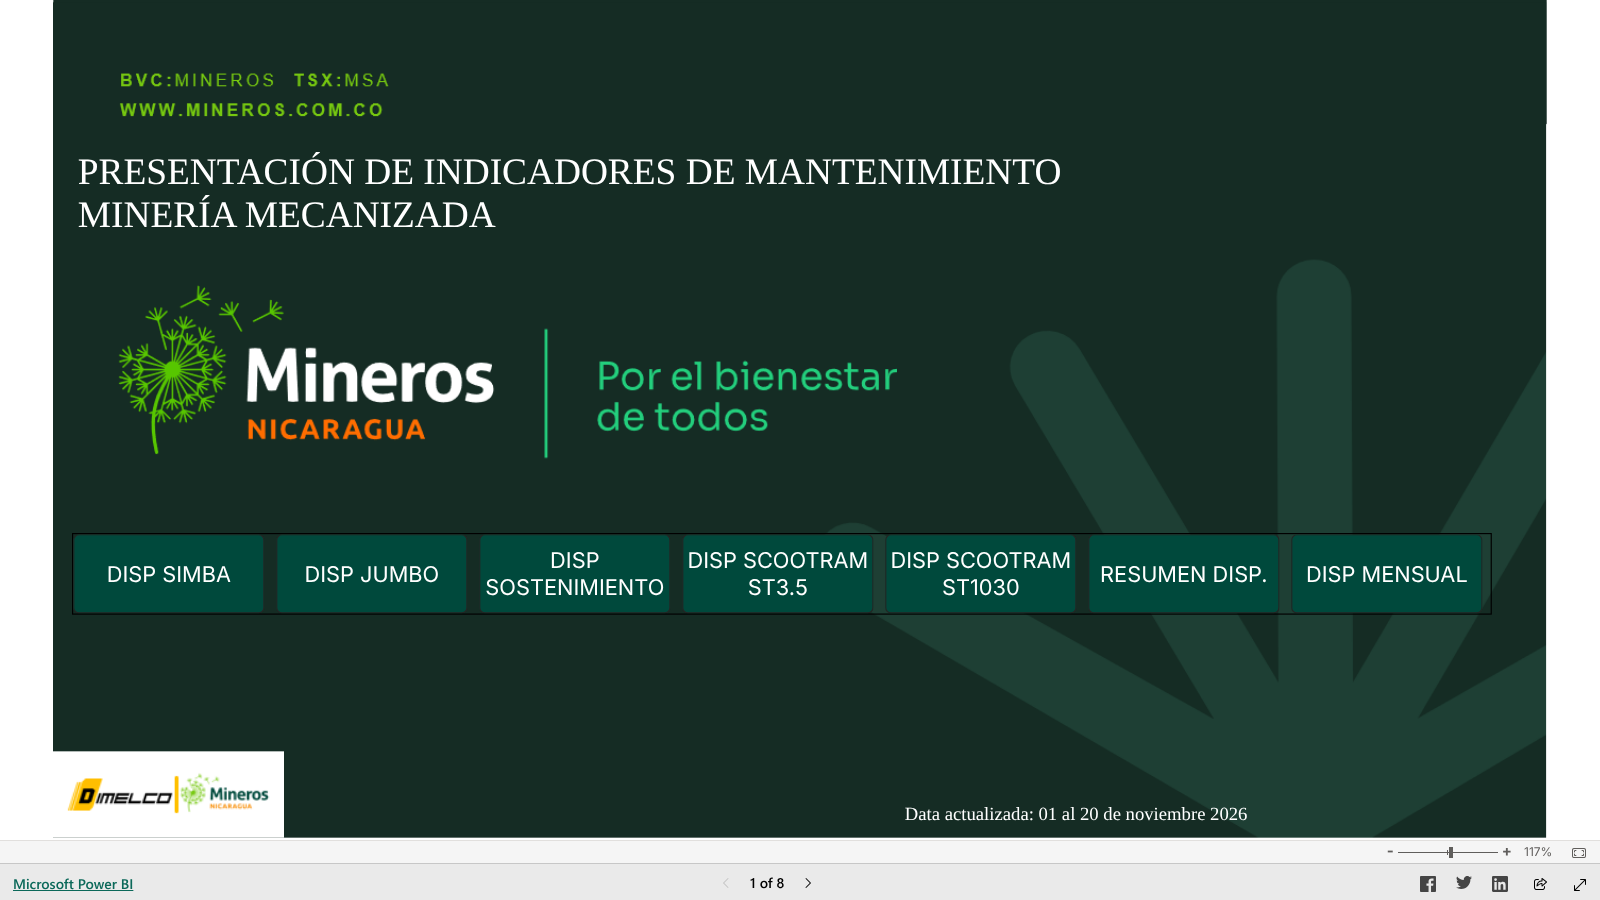 BVC:MINEROS TSX:MSA
WWW.MINEROS.COM.CO
PRESENTACIÓN DE INDICADORES DE MANTENIMIENTO
MINERÍA MECANIZADA
Mineros
NICARAGUA
Por el bienestar
de todos
DISP SIMBA
DISP JUMBO
DISP
SOSTENIMIENTO
DISP SCOOTRAM
ST3.5
DISP SCOOTRAM
ST1030
RESUMEN DISP.
DISP MENSUAL
DIMELCO
Mineros
NICARAGUA
Data actualizada: 01 al 20 de noviembre 2026
- + 117%
Microsoft Power BI
1 of 8